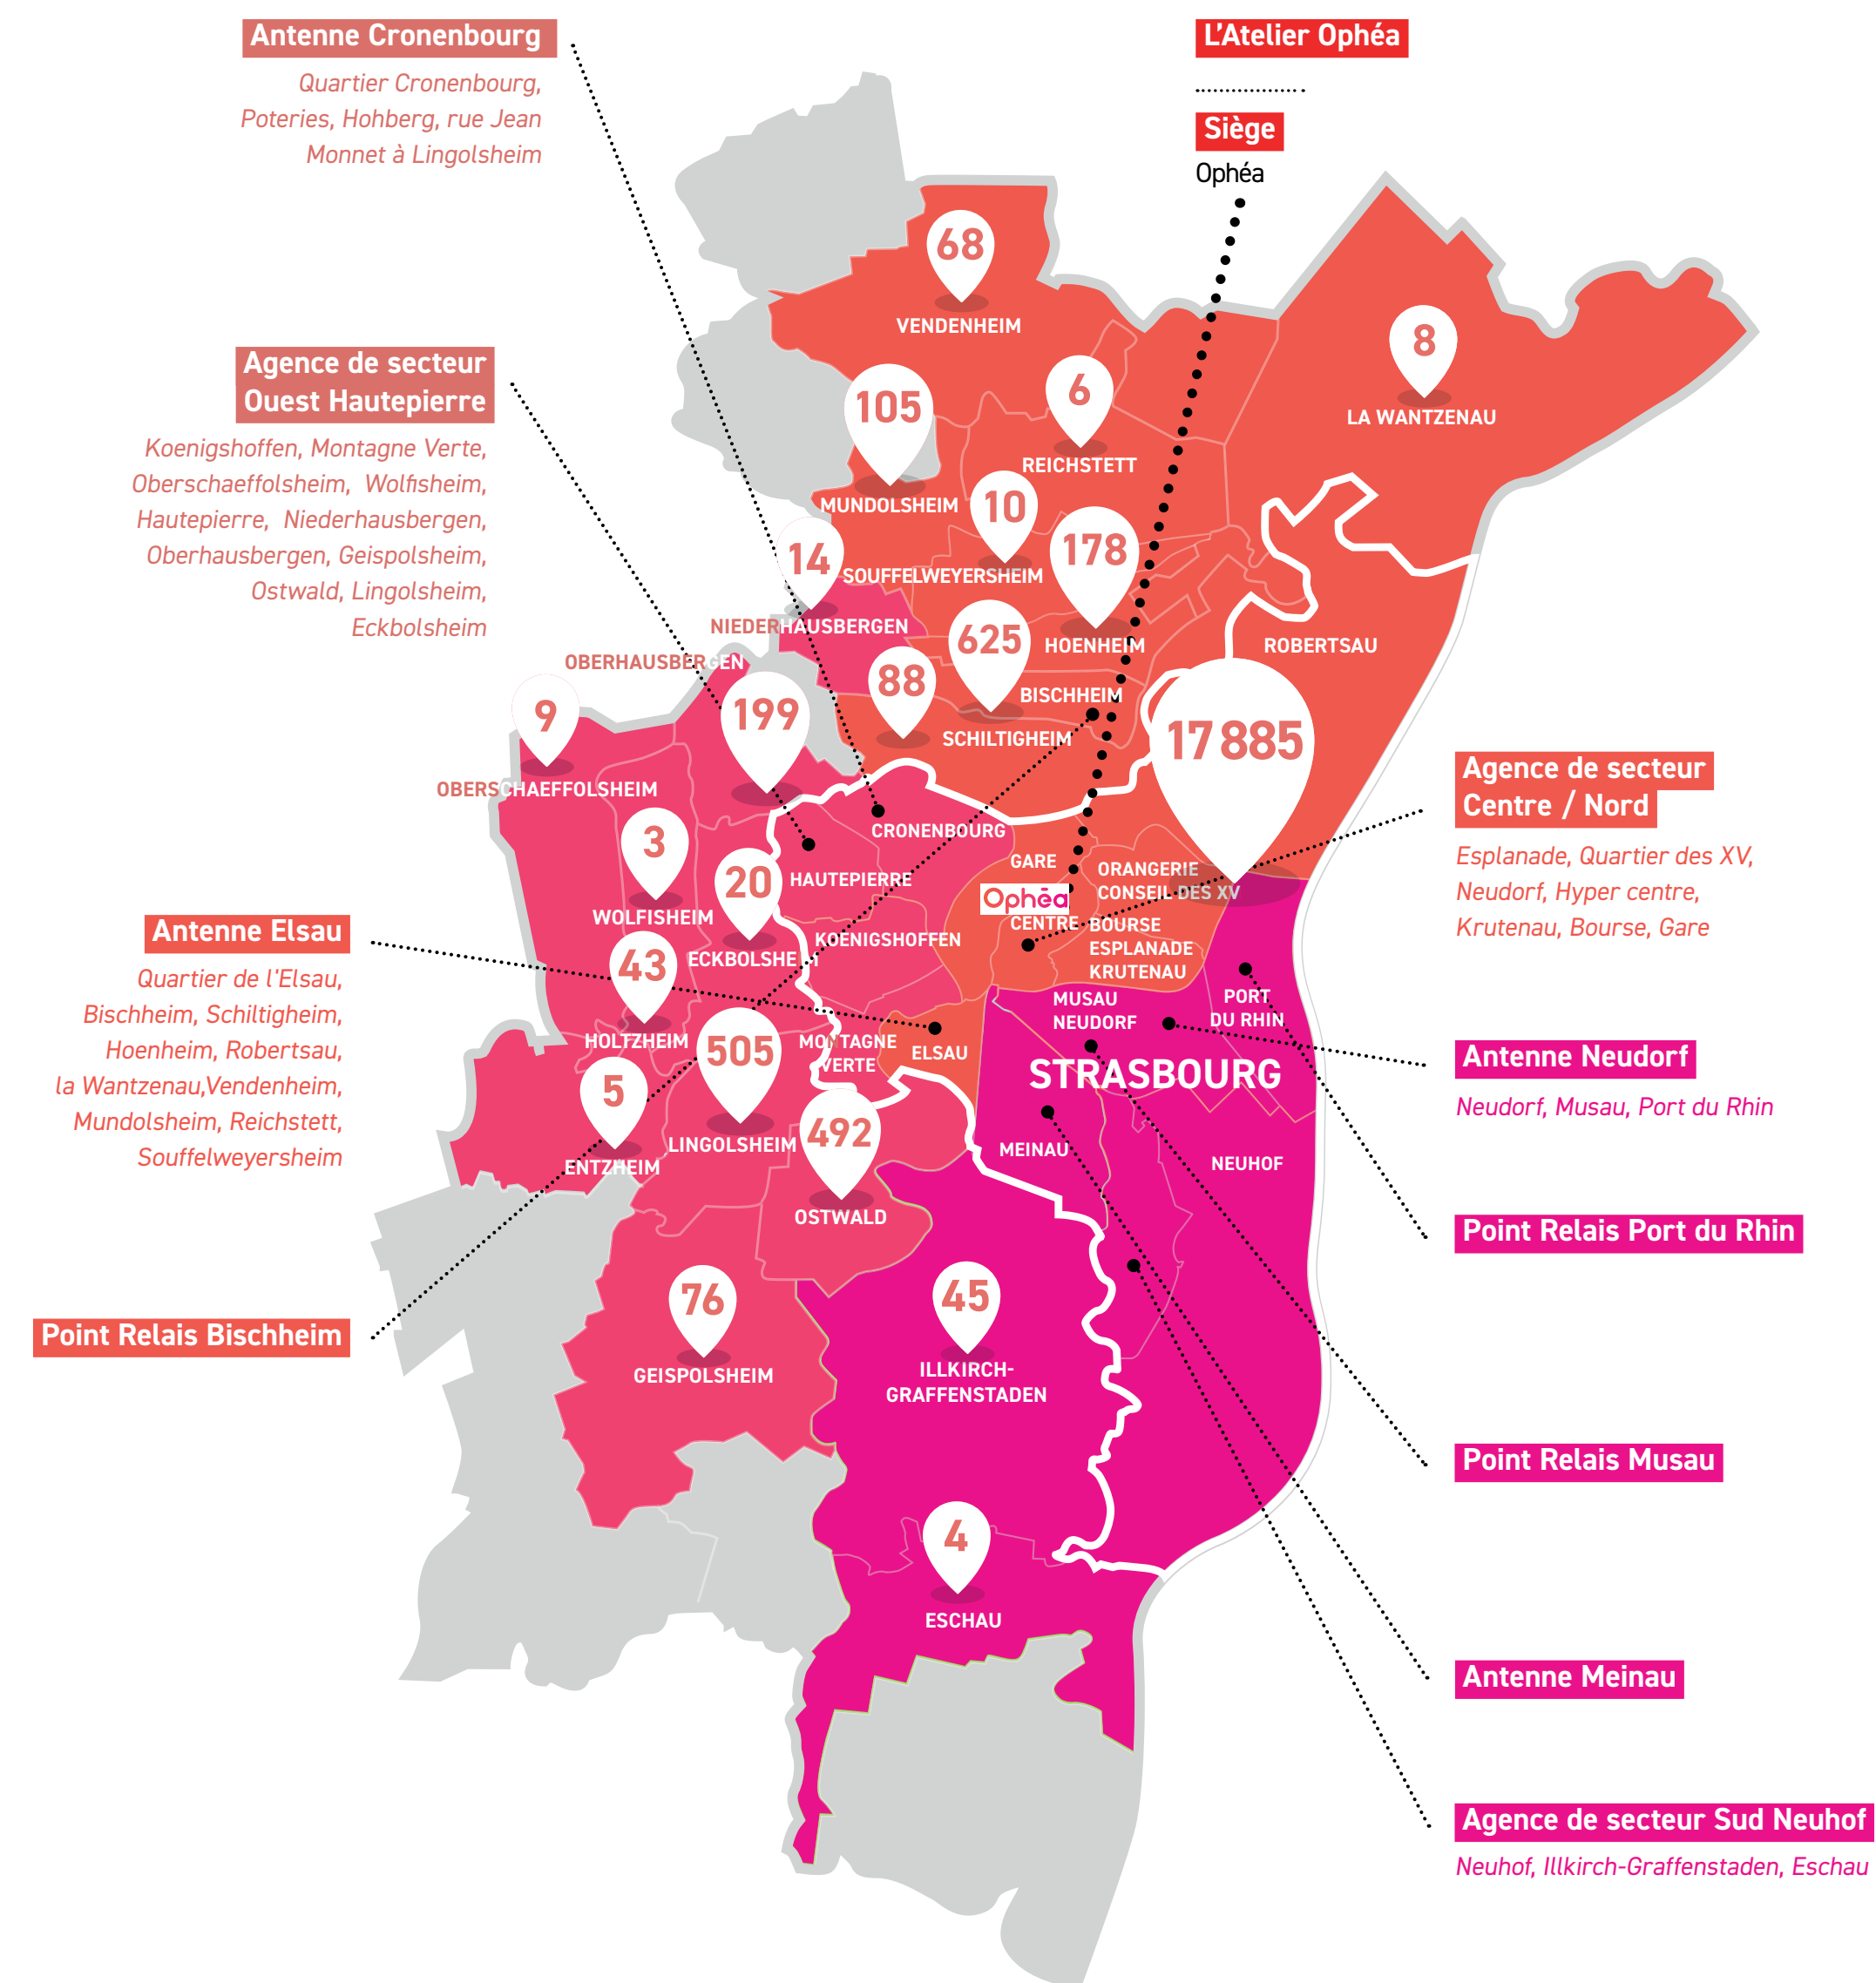 Antenne Cronenbourg
Quartier Cronenbourg,
Poteries, Hohberg, rue Jean
Monnet à Lingolsheim
L'Atelier Ophéa
Siège
Ophéa
Agence de secteur
Ouest Hautepierre
Koenigshoffen, Montagne Verte,
Oberschaeffolsheim, Wolfisheim,
Hautepierre, Niederhausbergen,
Oberhausbergen, Geispolsheim,
Ostwald, Lingolsheim,
Eckbolsheim
Antenne Elsau
Quartier de l'Elsau,
Bischheim, Schiltigheim,
Hoenheim, Robertsau,
la Wantzenau,Vendenheim,
Mundolsheim, Reichstett,
Souffelweyersheim
Point Relais Bischheim
68
VENDENHEIM
8
LA WANTZENAU
105
MUNDOLSHEIM
6
REICHSTETT
10
SOUFFELWEYERSHEIM
178
HOENHEIM
14
NIEDERHAUSBERGEN
625
BISCHHEIM
ROBERTSAU
OBERHAUSBERGEN
88
SCHILTIGHEIM
9
OBERSCHAEFFOLSHEIM
199
17 885
CRONENBOURG
3
WOLFISHEIM
20
ECKBOLSHEIM
HAUTEPIERRE
KOENIGSHOFFEN
GARE
Ophéa
CENTRE
ORANGERIE
CONSEIL DES XV
BOURSE
ESPLANADE
KRUTENAU
43
HOLTZHEIM
505
LINGOLSHEIM
MONTAGNE
VERTE
ELSAU
MUSAU
NEUDORF
PORT
DU RHIN
STRASBOURG
5
ENTZHEIM
492
OSTWALD
MEINAU
NEUHOF
76
GEISPOLSHEIM
45
ILLKIRCH-
GRAFFENSTADEN
4
ESCHAU
Agence de secteur
Centre / Nord
Esplanade, Quartier des XV,
Neudorf, Hyper centre,
Krutenau, Bourse, Gare
Antenne Neudorf
Neudorf, Musau, Port du Rhin
Point Relais Port du Rhin
Point Relais Musau
Antenne Meinau
Agence de secteur Sud Neuhof
Neuhof, Illkirch-Graffenstaden, Eschau